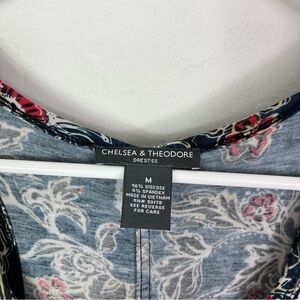 CHELSEA & THEODORE
DRESSES
M
96% VISCOSE
4% SPANDEX
MADE IN VIETNAM
RN# 93178
SEE REVERSE
FOR CARE